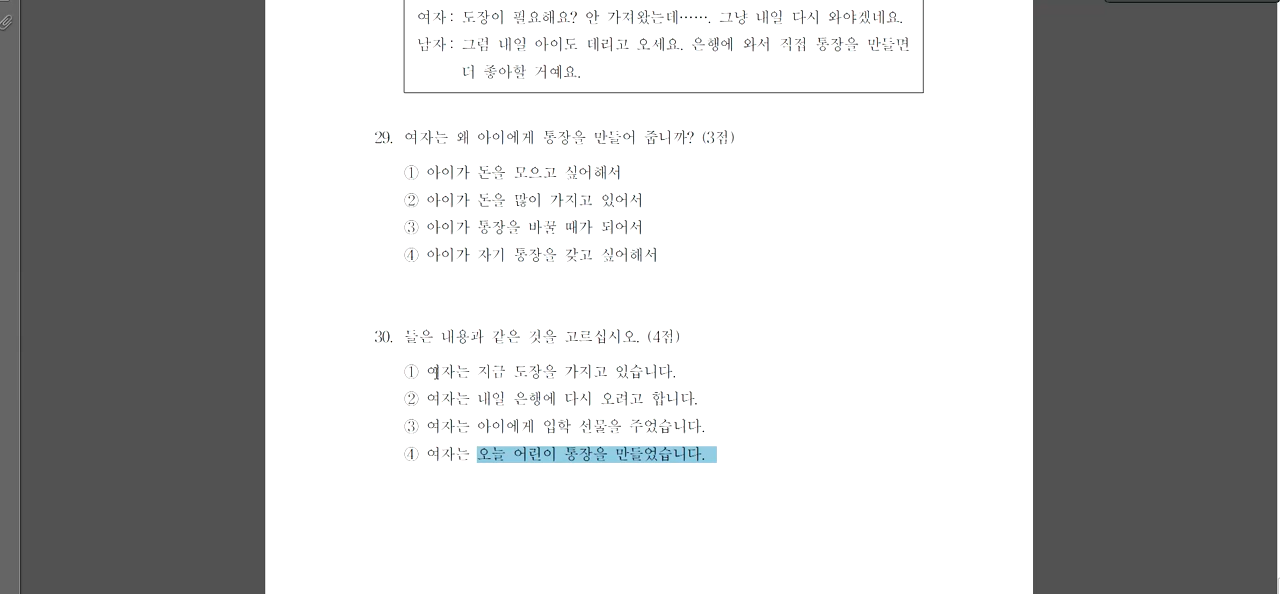 여자: 도장이 필요해요? 안 가져왔는데……. 그냥 내일 다시 와야겠네요.
남자: 그럼 내일 아이도 데리고 오세요. 은행에 와서 직접 통장을 만들면
더 좋아할 거예요.
29. 여자는 왜 아이에게 통장을 만들어 줍니까? (3점)
① 아이가 돈을 모으고 싶어해서
② 아이가 돈을 많이 가지고 있어서
③ 아이가 통장을 바꿀 때가 되어서
④ 아이가 자기 통장을 갖고 싶어해서
30. 들은 내용과 같은 것을 고르십시오. (4점)
① 여자는 지금 도장을 가지고 있습니다.
② 여자는 내일 은행에 다시 오려고 합니다.
③ 여자는 아이에게 입학 선물을 주었습니다.
④ 여자는 오늘 어린이 통장을 만들었습니다.